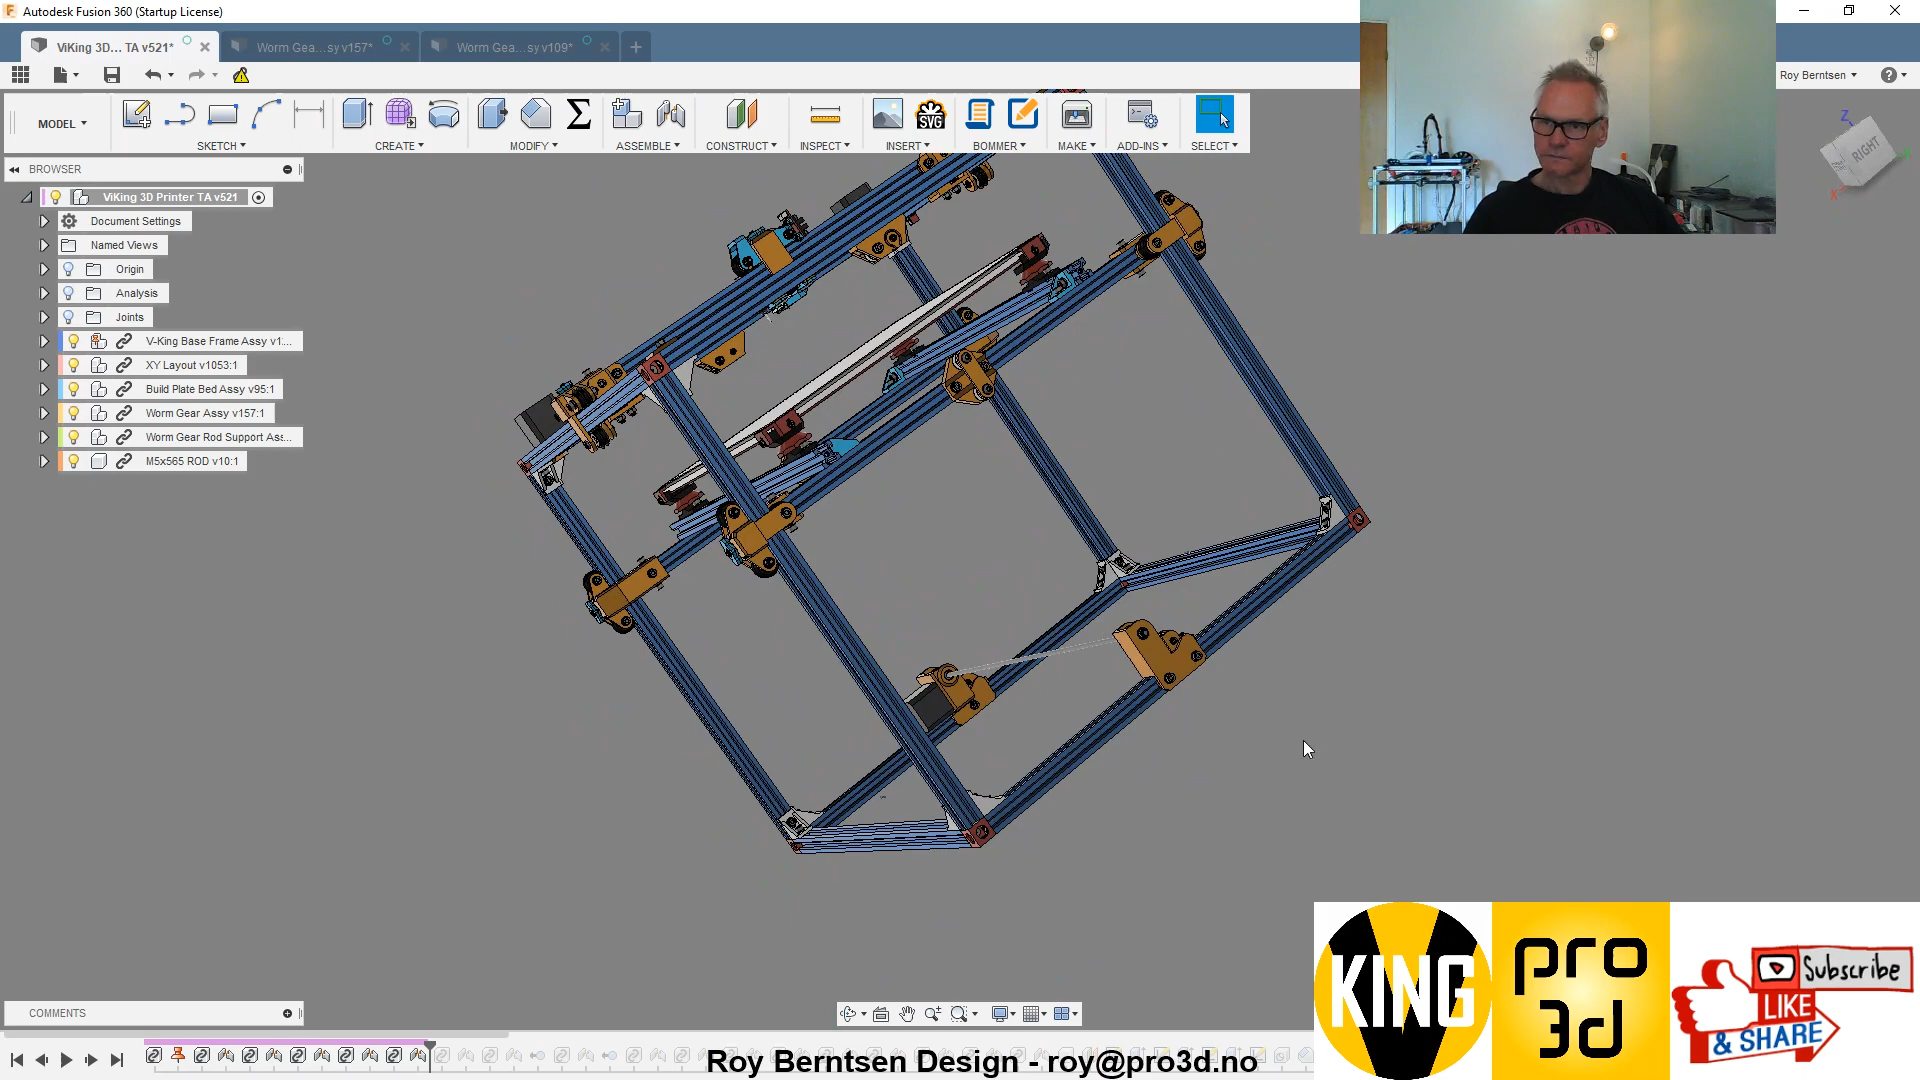 Autodesk Fusion 360 (Startup License)
ViKing 3D... TA v521*
Worm Gea...sy v157*
Worm Gea...sy v109*
Roy Berntsen
MODEL
SKETCH
CREATE
MODIFY
ASSEMBLE
CONSTRUCT
INSPECT
SVG
INSERT
BOMMER
MAKE
ADD-INS
SELECT
Z
RIGHT
X
BROWSER
ViKing 3D Printer TA v521
Document Settings
Named Views
Origin
Analysis
Joints
V-King Base Frame Assy v1...
XY Layout v1053:1
Build Plate Bed Assy v95:1
Worm Gear Assy v157:1
Worm Gear Rod Support Ass...
M5x565 ROD v10:1
COMMENTS
KING
pro
3d
Subscribe
LIKE
& SHARE
Roy Berntsen Design - roy@pro3d.no